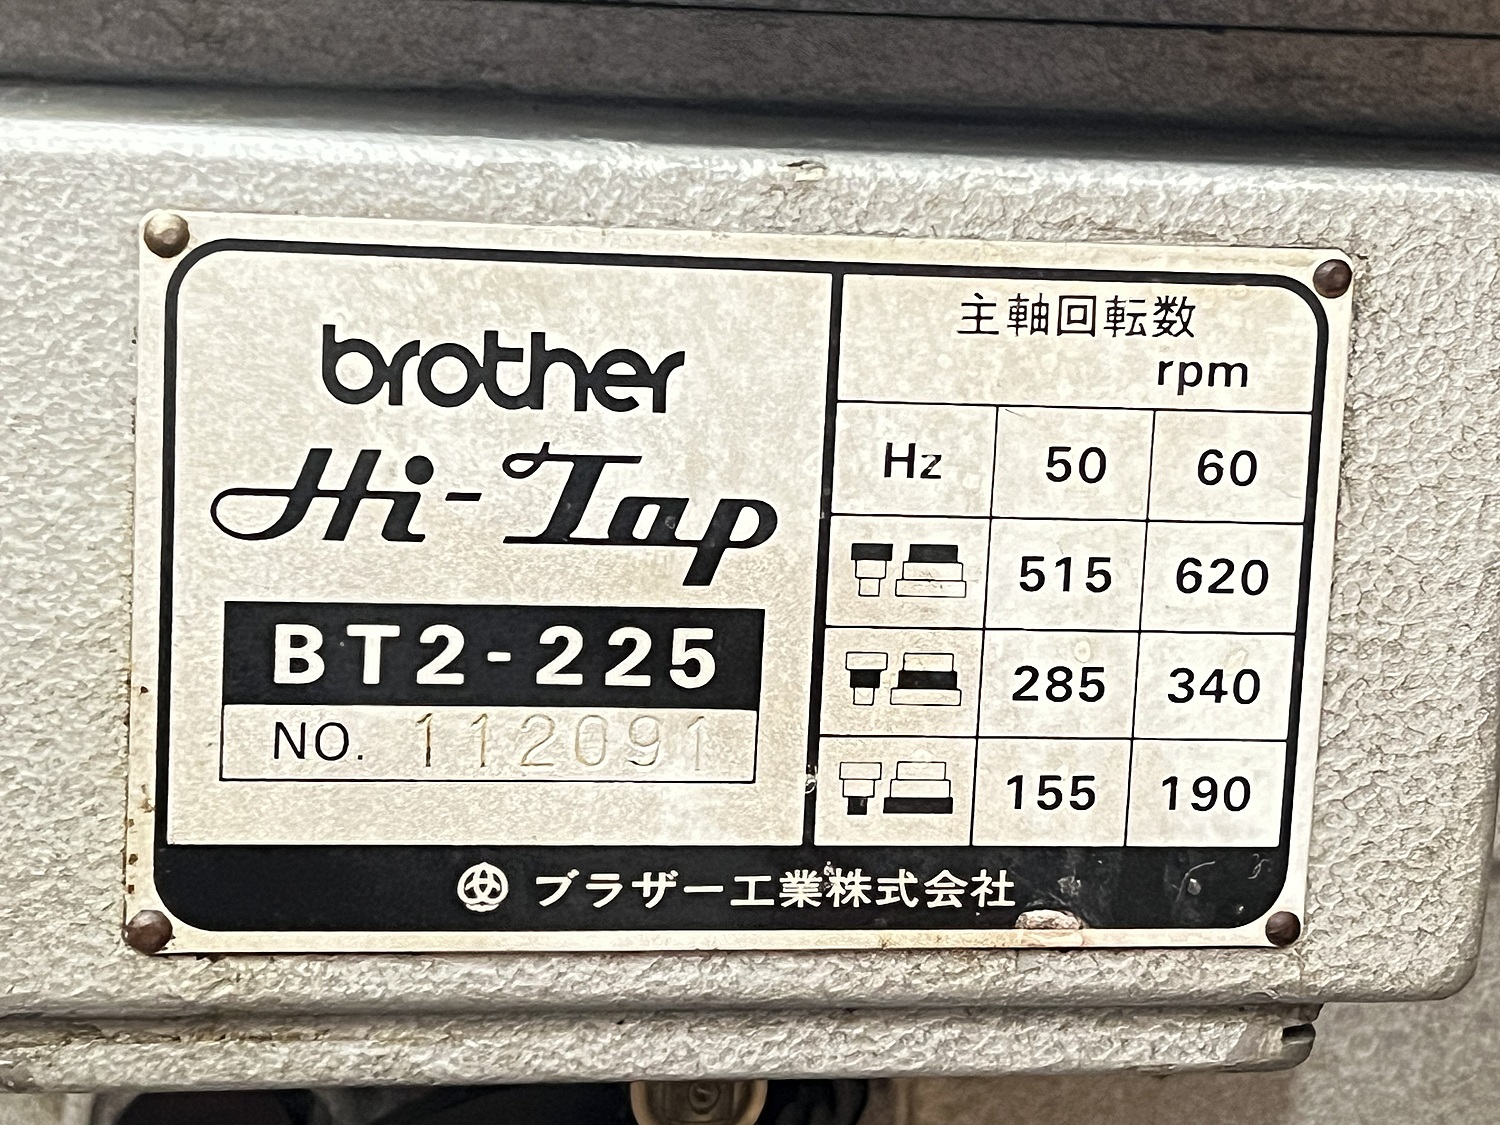 brother
Hi-Tap
BT2-225
NO. 112091
主軸回転数
rpm
Hz 50 60
515 620
285 340
155 190
ブラザー工業株式会社